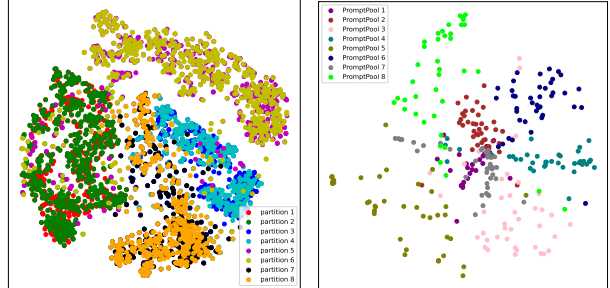 partition 1
partition 2
partition 3
partition 4
partition 5
partition 6
partition 7
partition 8
PromptPool 1
PromptPool 2
PromptPool 3
PromptPool 4
PromptPool 5
PromptPool 6
PromptPool 7
PromptPool 8